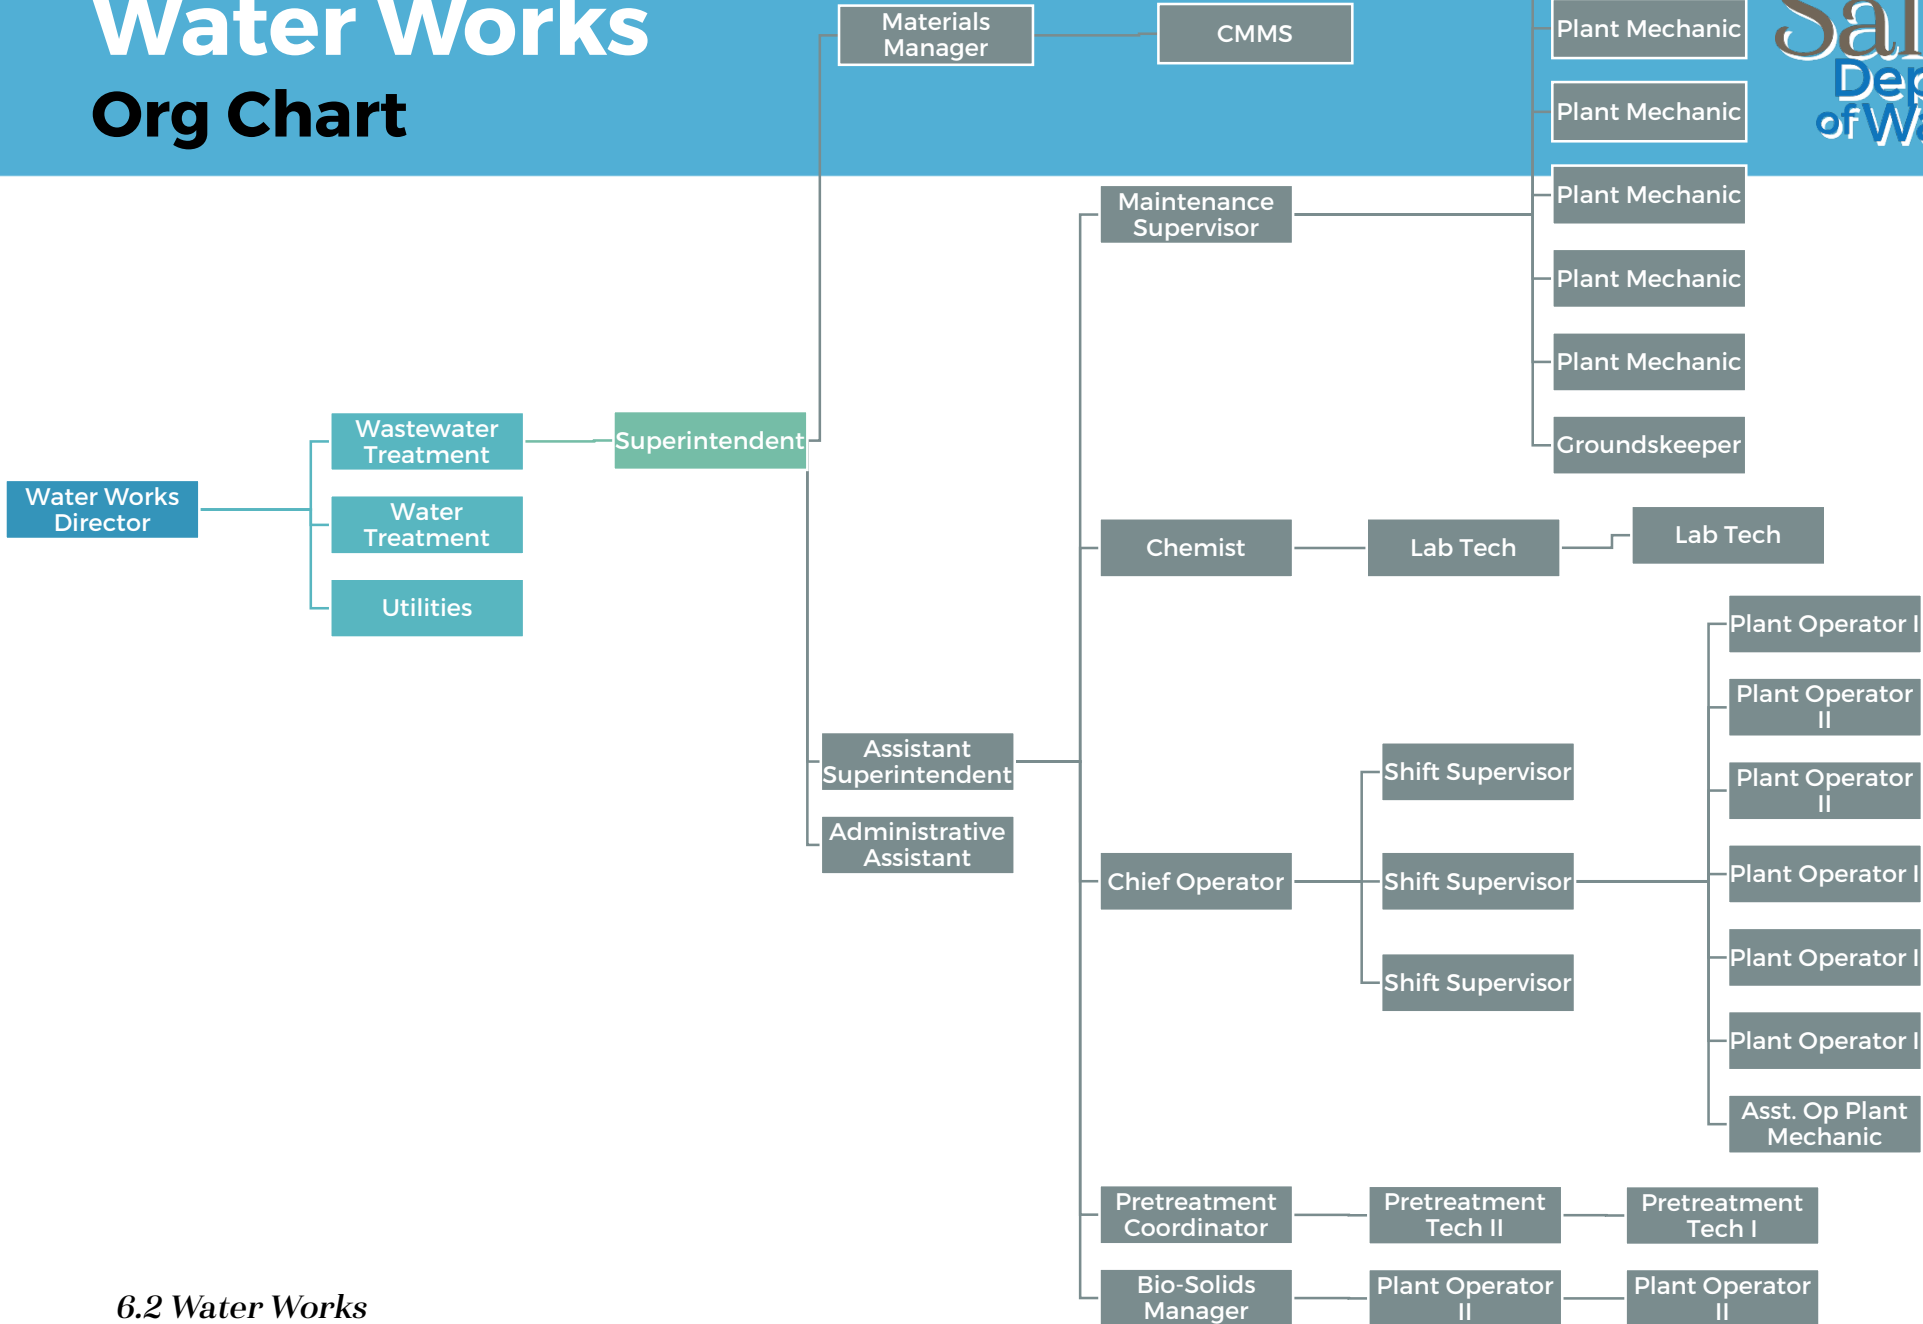 Water Works
Org Chart
Materials
Manager
CMMS
Plant Mechanic
Plant Mechanic
Plant Mechanic
Plant Mechanic
Plant Mechanic
Groundskeeper
Maintenance
Supervisor
Wastewater
Treatment
Superintendent
Water Works
Director
Water
Treatment
Utilities
Chemist
Lab Tech
Lab Tech
Assistant
Superintendent
Administrative
Assistant
Chief Operator
Shift Supervisor
Shift Supervisor
Shift Supervisor
Plant Operator I
Plant Operator
II
Plant Operator
II
Plant Operator I
Plant Operator I
Plant Operator I
Asst. Op Plant
Mechanic
Pretreatment
Coordinator
Pretreatment
Tech II
Pretreatment
Tech I
Bio-Solids
Manager
Plant Operator
II
Plant Operator
II
6.2 Water Works